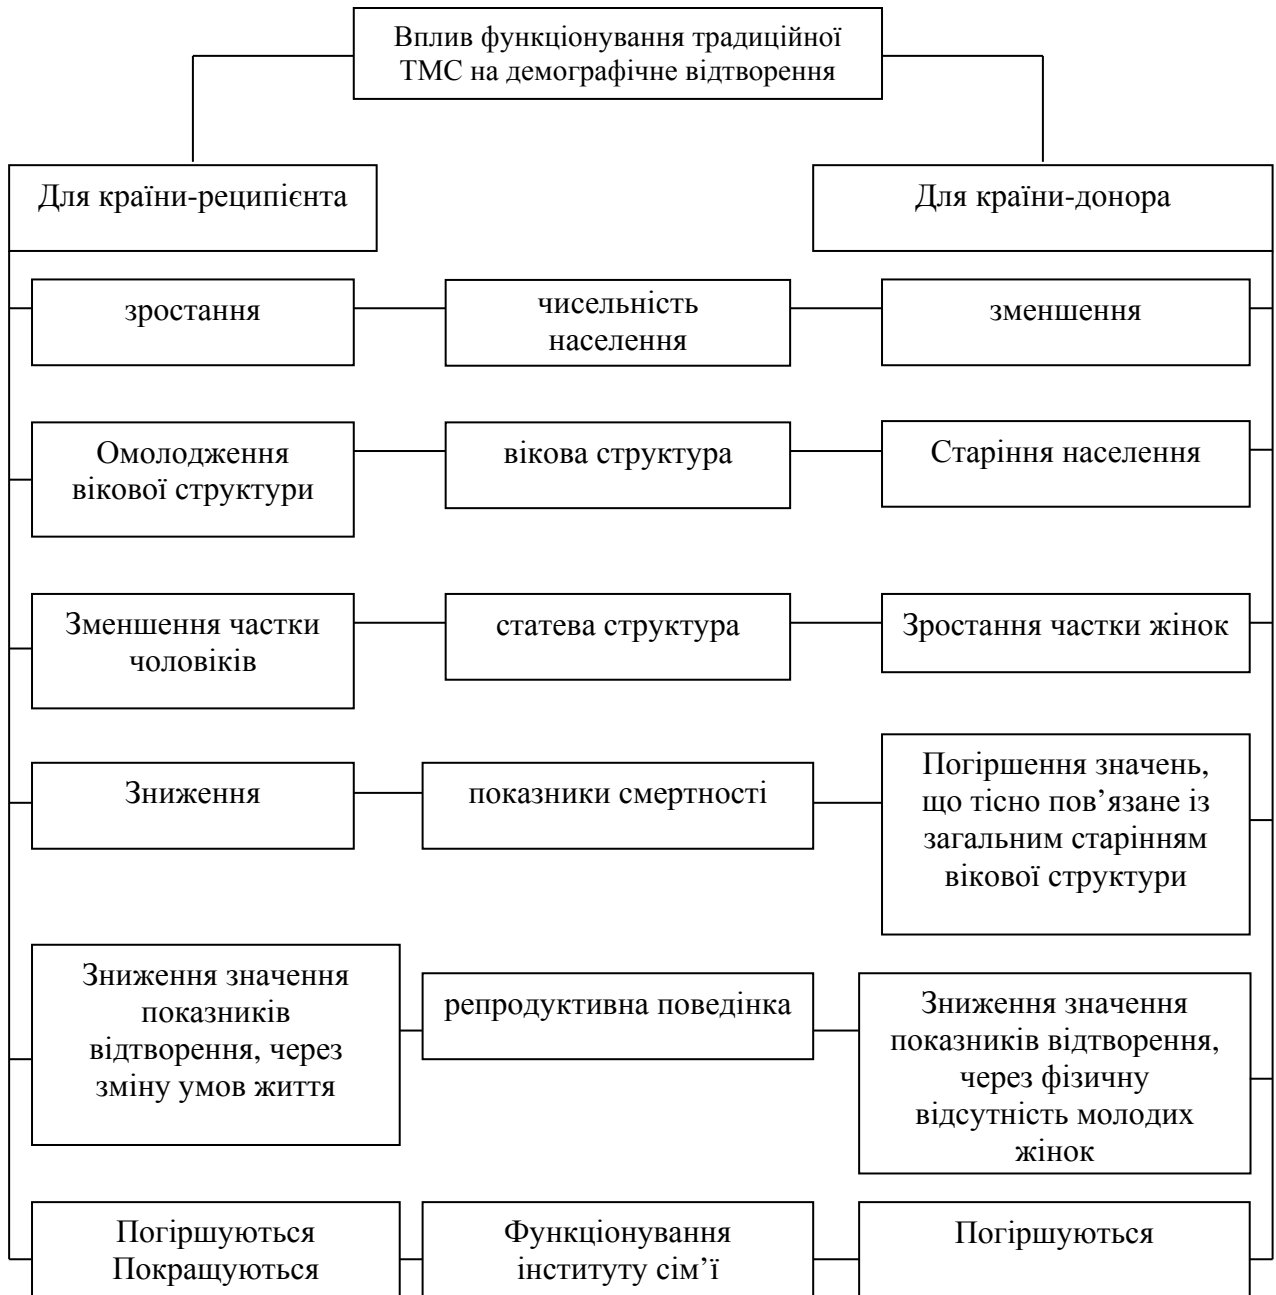 Вплив функціонування традиційної
ТМС на демографічне відтворення
Для країни-реципієнта
Для країни-донора
зростання
чисельність
населення
зменшення
Омолодження
вікової структури
вікова структура
Старіння населення
Зменшення частки
чоловіків
статева структура
Зростання частки жінок
Зниження
показники смертності
Погіршення значень,
що тісно пов’язане із
загальним старінням
вікової структури
Зниження значення
показників
відтворення, через
зміну умов життя
репродуктивна поведінка
Зниження значення
показників відтворення,
через фізичну
відсутність молодих
жінок
Погіршуються
Покращуються
Функціонування
інституту сім’ї
Погіршуються